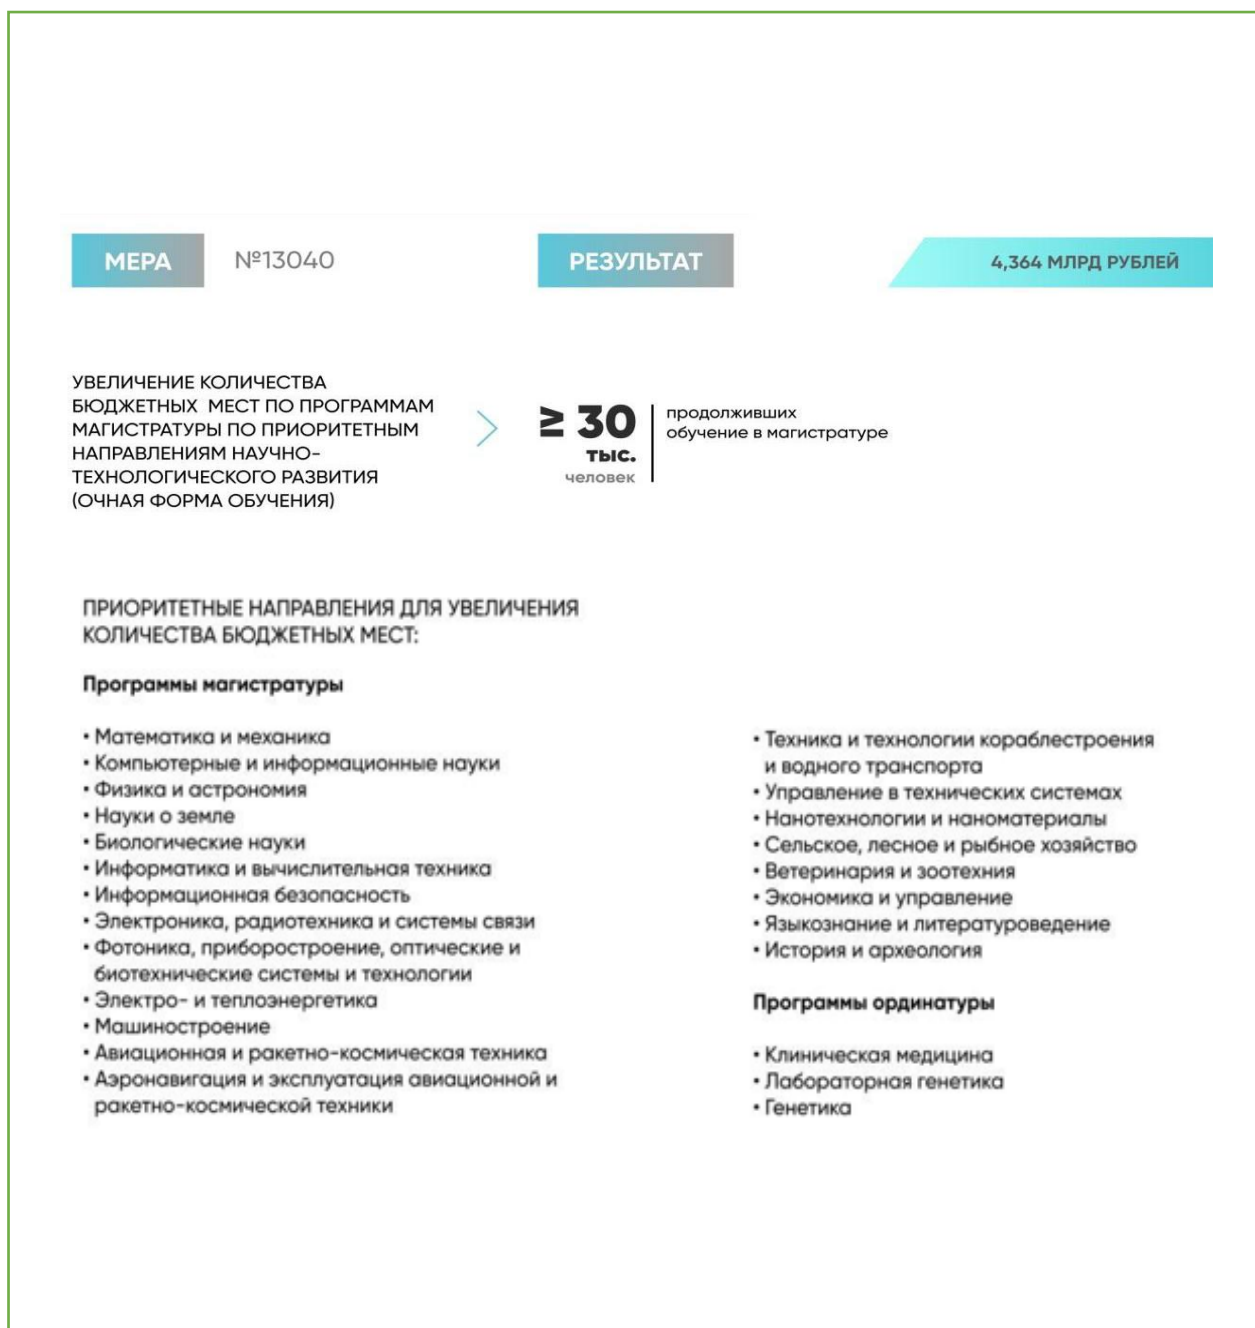 МЕРА
№13040
РЕЗУЛЬТАТ
4,364 МЛРД РУБЛЕЙ
УВЕЛИЧЕНИЕ КОЛИЧЕСТВА
БЮДЖЕТНЫХ МЕСТ ПО ПРОГРАММАМ
МАГИСТРАТУРЫ ПО ПРИОРИТЕТНЫМ
НАПРАВЛЕНИЯМ НАУЧНО-
ТЕХНОЛОГИЧЕСКОГО РАЗВИТИЯ
(ОЧНАЯ ФОРМА ОБУЧЕНИЯ)
≥ 30
тыс.
человек
продолживших
обучение в магистратуре
ПРИОРИТЕТНЫЕ НАПРАВЛЕНИЯ ДЛЯ УВЕЛИЧЕНИЯ
КОЛИЧЕСТВА БЮДЖЕТНЫХ МЕСТ:
Программы магистратуры
• Математика и механика
• Компьютерные и информационные науки
• Физика и астрономия
• Науки о земле
• Биологические науки
• Информатика и вычислительная техника
• Информационная безопасность
• Электроника, радиотехника и системы связи
• Фотоника, приборостроение, оптические и
биотехнические системы и технологии
• Электро- и теплоэнергетика
• Машиностроение
• Авиационная и ракетно-космическая техника
• Аэронавигация и эксплуатация авиационной и
ракетно-космической техники
• Техника и технологии кораблестроения
и водного транспорта
• Управление в технических системах
• Нанотехнологии и наноматериалы
• Сельское, лесное и рыбное хозяйство
• Ветеринария и зоотехния
• Экономика и управление
• Языкознание и литературоведение
• История и археология
Программы ординатуры
• Клиническая медицина
• Лабораторная генетика
• Генетика